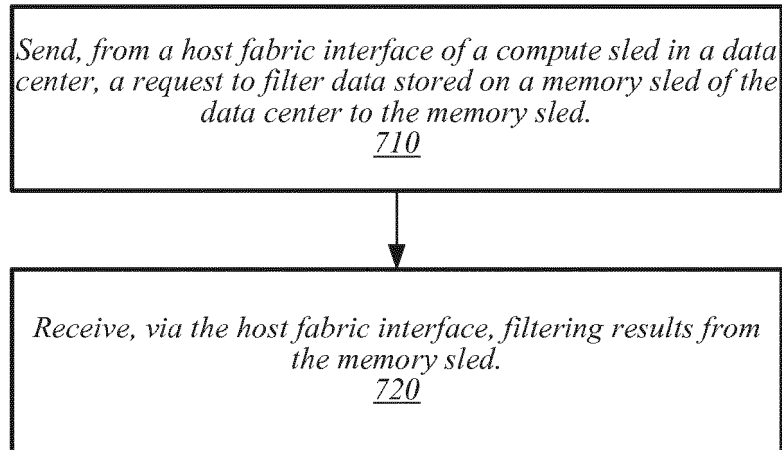 Send, from a host fabric interface of a compute sled in a data
center, a request to filter data stored on a memory sled of the
data center to the memory sled.
710
Receive, via the host fabric interface, filtering results from
the memory sled.
720